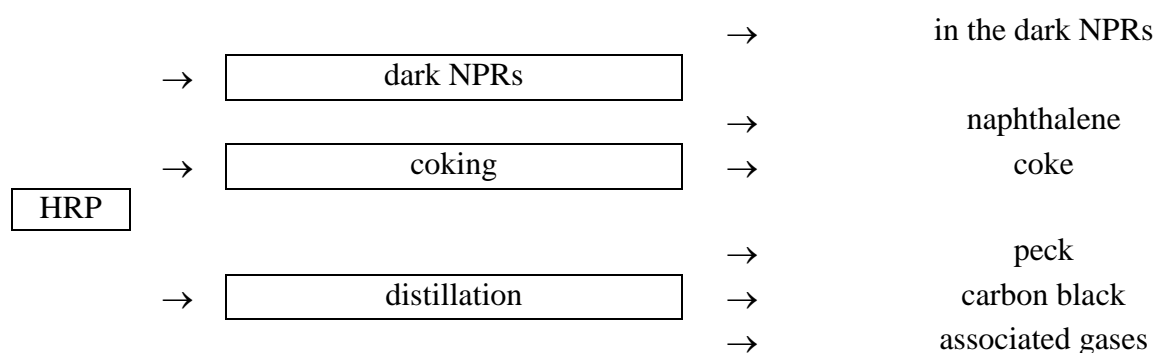 → in the dark NPRs
→ dark NPRs
→ naphthalene
→ coking → coke
HRP
→ peck
→ distillation → carbon black
→ associated gases